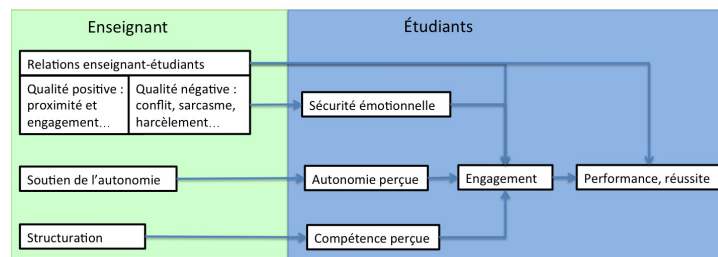 Enseignant
Étudiants
Relations enseignant-étudiants
Qualité positive :
proximité et
engagement...
Qualité négative :
conflit, sarcasme,
harcèlement...
Sécurité émotionnelle
Soutien de l'autonomie
Autonomie perçue
Engagement
Performance, réussite
Structuration
Compétence perçue